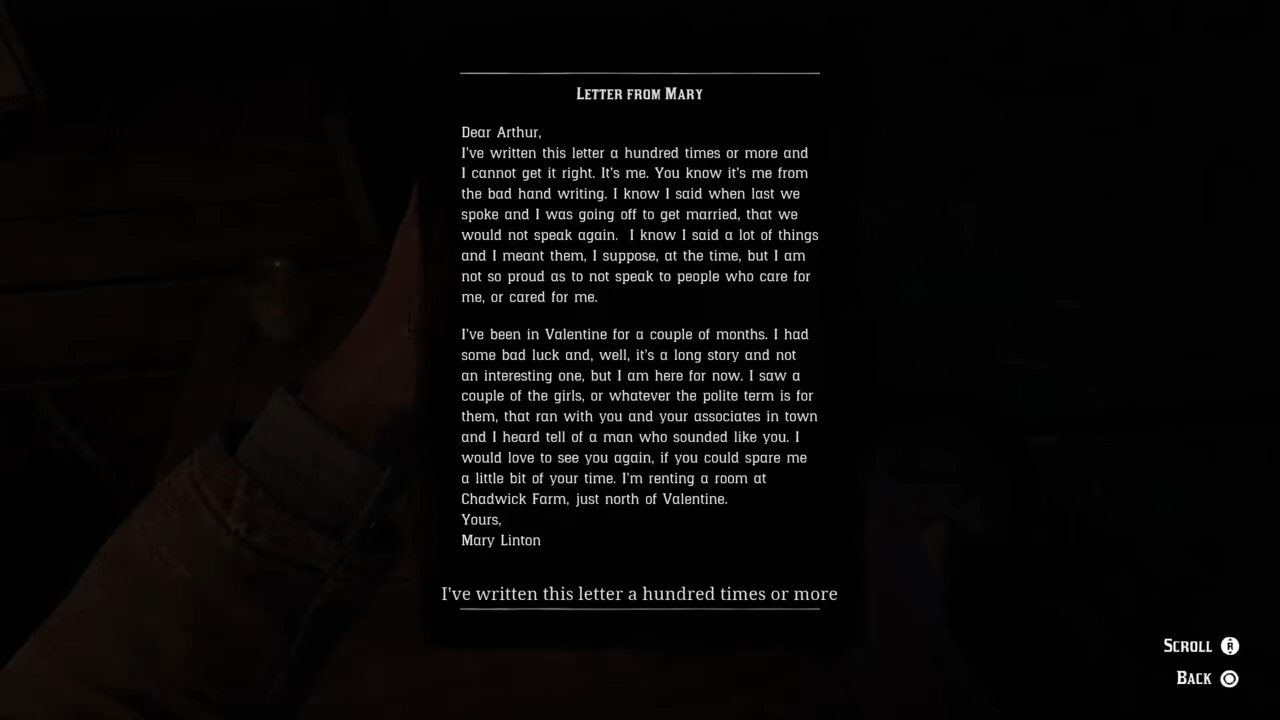 Letter from Mary
Dear Arthur,
I've written this letter a hundred times or more and
I cannot get it right. It's me. You know it's me from
the bad hand writing. I know I said when last we
spoke and I was going off to get married, that we
would not speak again.  I know I said a lot of things
and I meant them, I suppose, at the time, but I am
not so proud as to not speak to people who care for
me, or cared for me.
I've been in Valentine for a couple of months. I had
some bad luck and, well, it's a long story and not
an interesting one, but I am here for now. I saw a
couple of the girls, or whatever the polite term is for
them, that ran with you and your associates in town
and I heard tell of a man who sounded like you. I
would love to see you again, if you could spare me
a little bit of your time. I'm renting a room at
Chadwick Farm, just north of Valentine.
Yours,
Mary Linton
I've written this letter a hundred times or more
Scroll R
Back